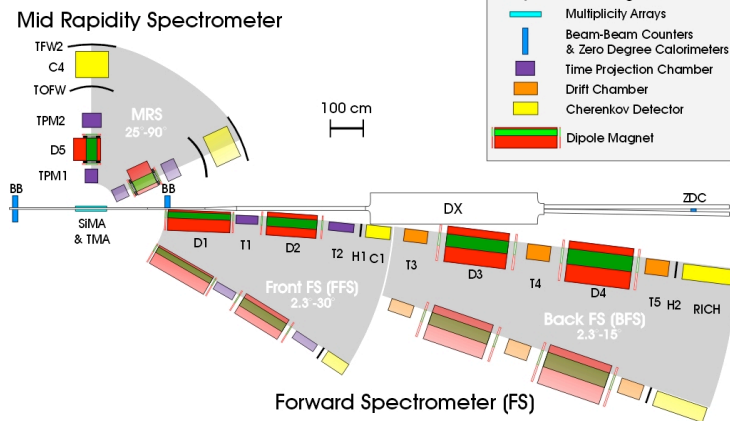 Mid Rapidity Spectrometer
Multiplicity Arrays
Beam-Beam Counters
& Zero Degree Calorimeters
Time Projection Chamber
Drift Chamber
Cherenkov Detector
Dipole Magnet
TFW2
C4
TOFW
TPM2
D5
TPM1
MRS
25°-90°
100 cm
BB
BB
SiMA
& TMA
DX
ZDC
D1
T1
D2
T2
H1
C1
T3
D3
T4
D4
T5
H2
RICH
Front FS (FFS)
2.3°-30°
Back FS (BFS)
2.3°-15°
Forward Spectrometer (FS)